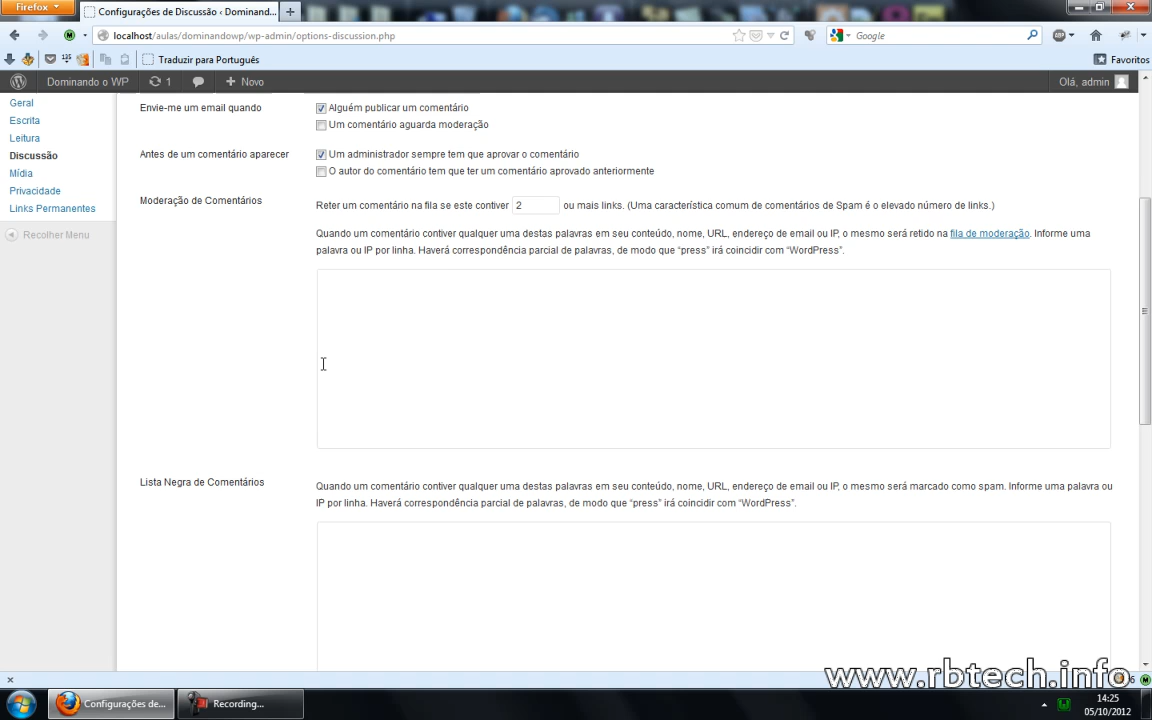 Firefox
Configurações de Discussão ‹ Dominand...
localhost/aulas/dominandowp/wp-admin/options-discussion.php
Google
Traduzir para Português
Favoritos
Dominando o WP
1
Novo
Olá, admin
Geral
Escrita
Leitura
Discussão
Mídia
Privacidade
Links Permanentes
Recolher Menu
Envie-me um email quando
Alguém publicar um comentário
Um comentário aguarda moderação
Antes de um comentário aparecer
Um administrador sempre tem que aprovar o comentário
O autor do comentário tem que ter um comentário aprovado anteriormente
Moderação de Comentários
Reter um comentário na fila se este contiver 2 ou mais links. (Uma característica comum de comentários de Spam é o elevado número de links.)
Quando um comentário contiver qualquer uma destas palavras em seu conteúdo, nome, URL, endereço de email ou IP, o mesmo será retido na fila de moderação. Informe uma
palavra ou IP por linha. Haverá correspondência parcial de palavras, de modo que “press” irá coincidir com “WordPress”.
Lista Negra de Comentários
Quando um comentário contiver qualquer uma destas palavras em seu conteúdo, nome, URL, endereço de email ou IP, o mesmo será marcado como spam. Informe uma palavra ou
IP por linha. Haverá correspondência parcial de palavras, de modo que “press” irá coincidir com “WordPress”.
www.rbtech.info
Configurações de...
Recording...
14:25
05/10/2012